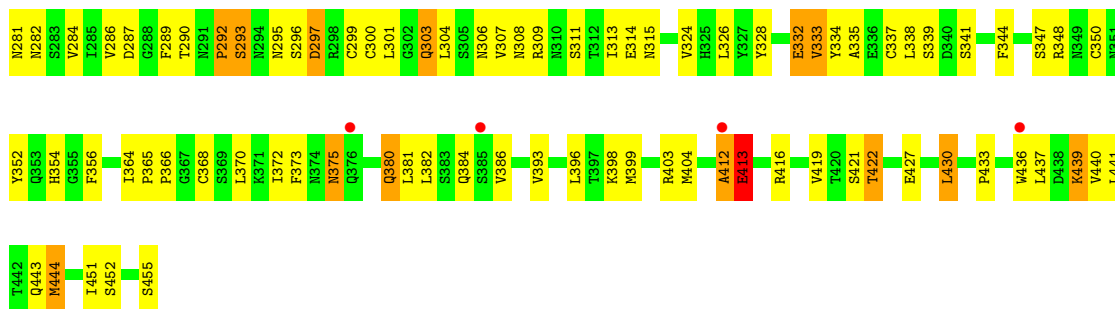 N281 N282 S283 V284 I285 V286 D287 G288 F289 T290 N291 P292 S293 N294 N295 S296 D297 R298 C299 C300 L301 G302 Q303 L304 S305 N306 V307 N308 R309 N310 S311 T312 I313 E314 N315 V324 H325 L326 Y327 Y328 E332 V333 Y334 A335 E336 C337 L338 S339 D340 S341 F344 S347 R348 N349 C350
Y352 Q353 H354 G355 F356 I364 P365 P366 G367 C368 S369 L370 K371 I372 F373 N374 N375 Q376 Q380 L381 L382 S383 Q384 S385 V386 V393 L396 T397 K398 M399 R403 M404 A412 E413 R416 V419 T420 S421 T422 E427 L430 P433 W436 L437 D438 K439 V440
T442 Q443 M444 I451 S452 S455